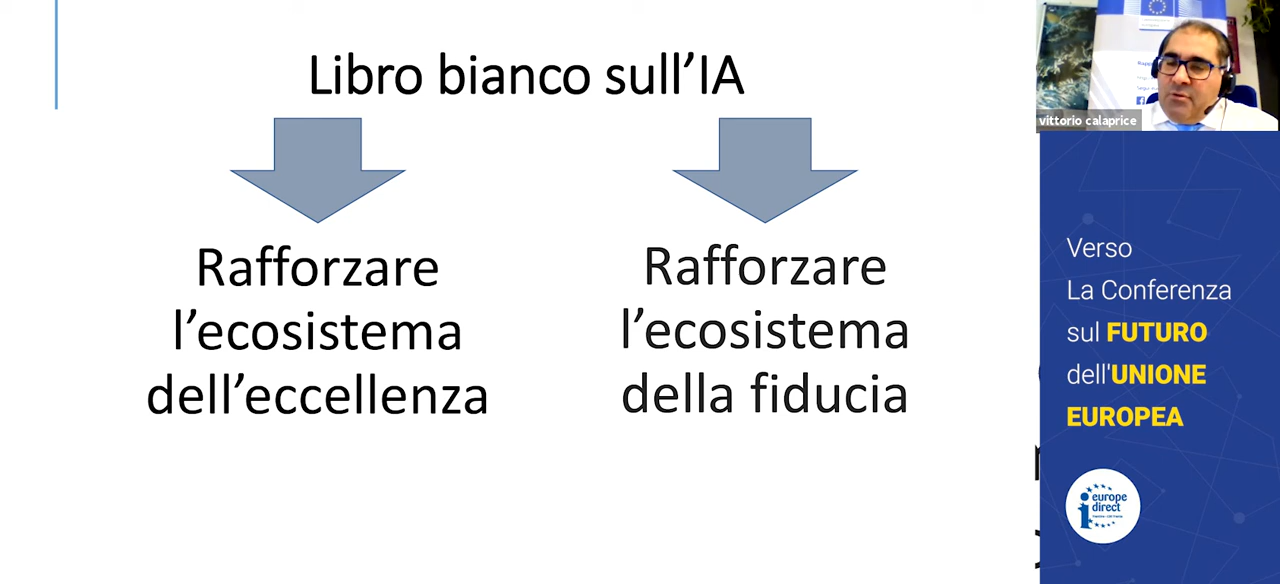 Libro bianco sull’IA
Rafforzare
l’ecosistema
dell’eccellenza
Rafforzare
l’ecosistema
della fiducia
vittorio calaprice
Verso
La Conferenza
sul FUTURO
dell'UNIONE
EUROPEA
europe
direct